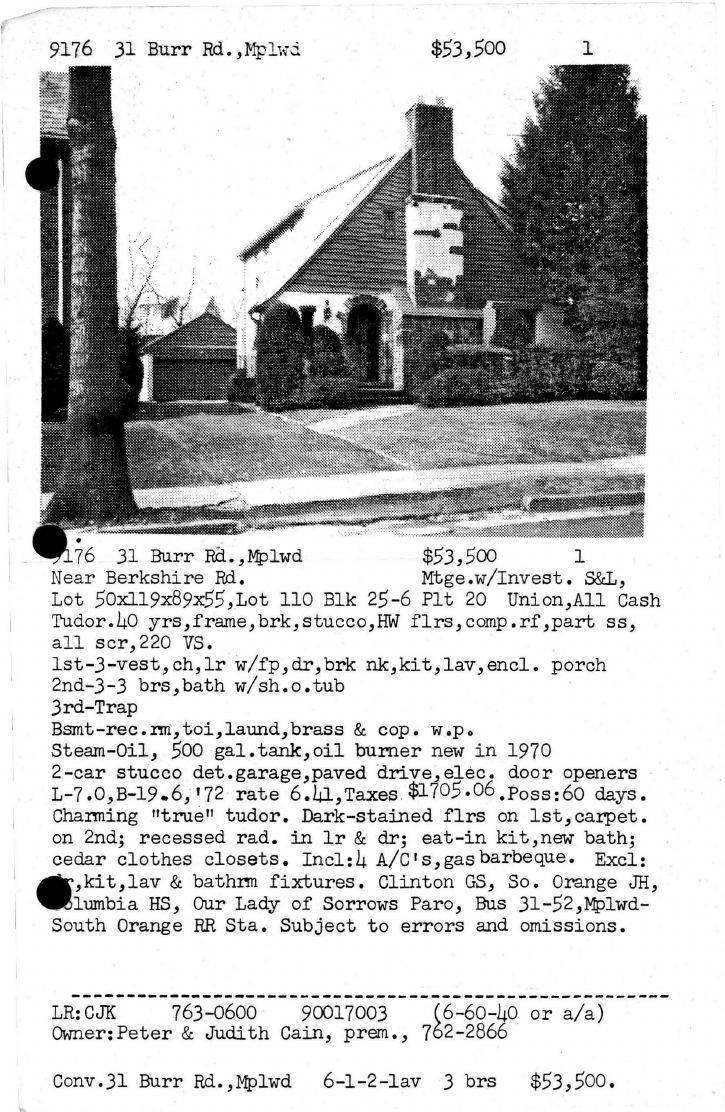 9176 31 Burr Rd.,Mplwd $53,500 1
9176 31 Burr Rd.,Mplwd $53,500 1
Near Berkshire Rd. Mtge.w/Invest. S&L,
Lot 50x119x89x55,Lot 110 Blk 25-6 Plt 20 Union,All Cash
Tudor.40 yrs,frame,brk,stucco,HW flrs,comp.rf,part ss,
all scr,220 VS.
1st-3-vest,ch,lr w/fp,dr,brk nk,kit,lav,encl. porch
2nd-3-3 brs,bath w/sh.o.tub
3rd-Trap
Bsmt-rec.rm,toi,laund,brass & cop. w.p.
Steam-Oil, 500 gal.tank,oil burner new in 1970
2-car stucco det.garage,paved drive,elec. door openers
L-7.0,B-19.6,'72 rate 6.41,Taxes $1705.06.Poss:60 days.
Charming "true" tudor. Dark-stained flrs on 1st,carpet.
on 2nd; recessed rad. in lr & dr; eat-in kit,new bath;
cedar clothes closets. Incl:4 A/C's,gas barbeque. Excl:
dr,kit,lav & bathrm fixtures. Clinton GS, So. Orange JH,
Columbia HS, Our Lady of Sorrows Paro, Bus 31-52,Mplwd-
South Orange RR Sta. Subject to errors and omissions.
LR:CJK 763-0600 90017003 (6-60-40 or a/a)
Owner:Peter & Judith Cain, prem., 762-2866
Conv.31 Burr Rd.,Mplwd 6-1-2-lav 3 brs $53,500.